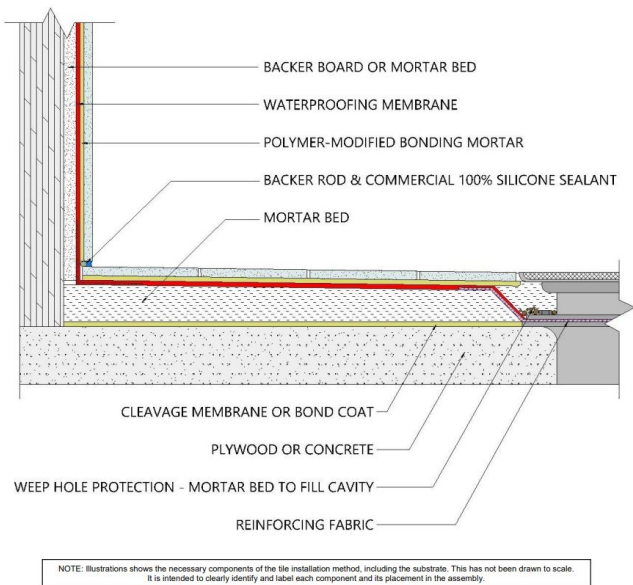 BACKER BOARD OR MORTAR BED
WATERPROOFING MEMBRANE
POLYMER-MODIFIED BONDING MORTAR
BACKER ROD & COMMERCIAL 100% SILICONE SEALANT
MORTAR BED
CLEAVAGE MEMBRANE OR BOND COAT
PLYWOOD OR CONCRETE
WEEP HOLE PROTECTION - MORTAR BED TO FILL CAVITY
REINFORCING FABRIC
NOTE: Illustrations shows the necessary components of the tile installation method, including the substrate. This has not been drawn to scale.
It is intended to clearly identify and label each component and its placement in the assembly.